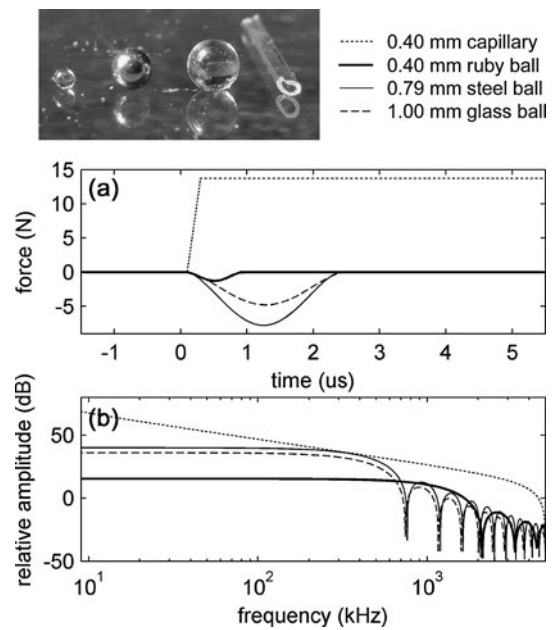 0.40 mm capillary
0.40 mm ruby ball
0.79 mm steel ball
1.00 mm glass ball
(a)
15
10
5
0
-5
force (N)
-1 0 1 2 3 4 5
time (us)
(b)
50
0
-50
relative amplitude (dB)
10¹ 10² 10³
frequency (kHz)